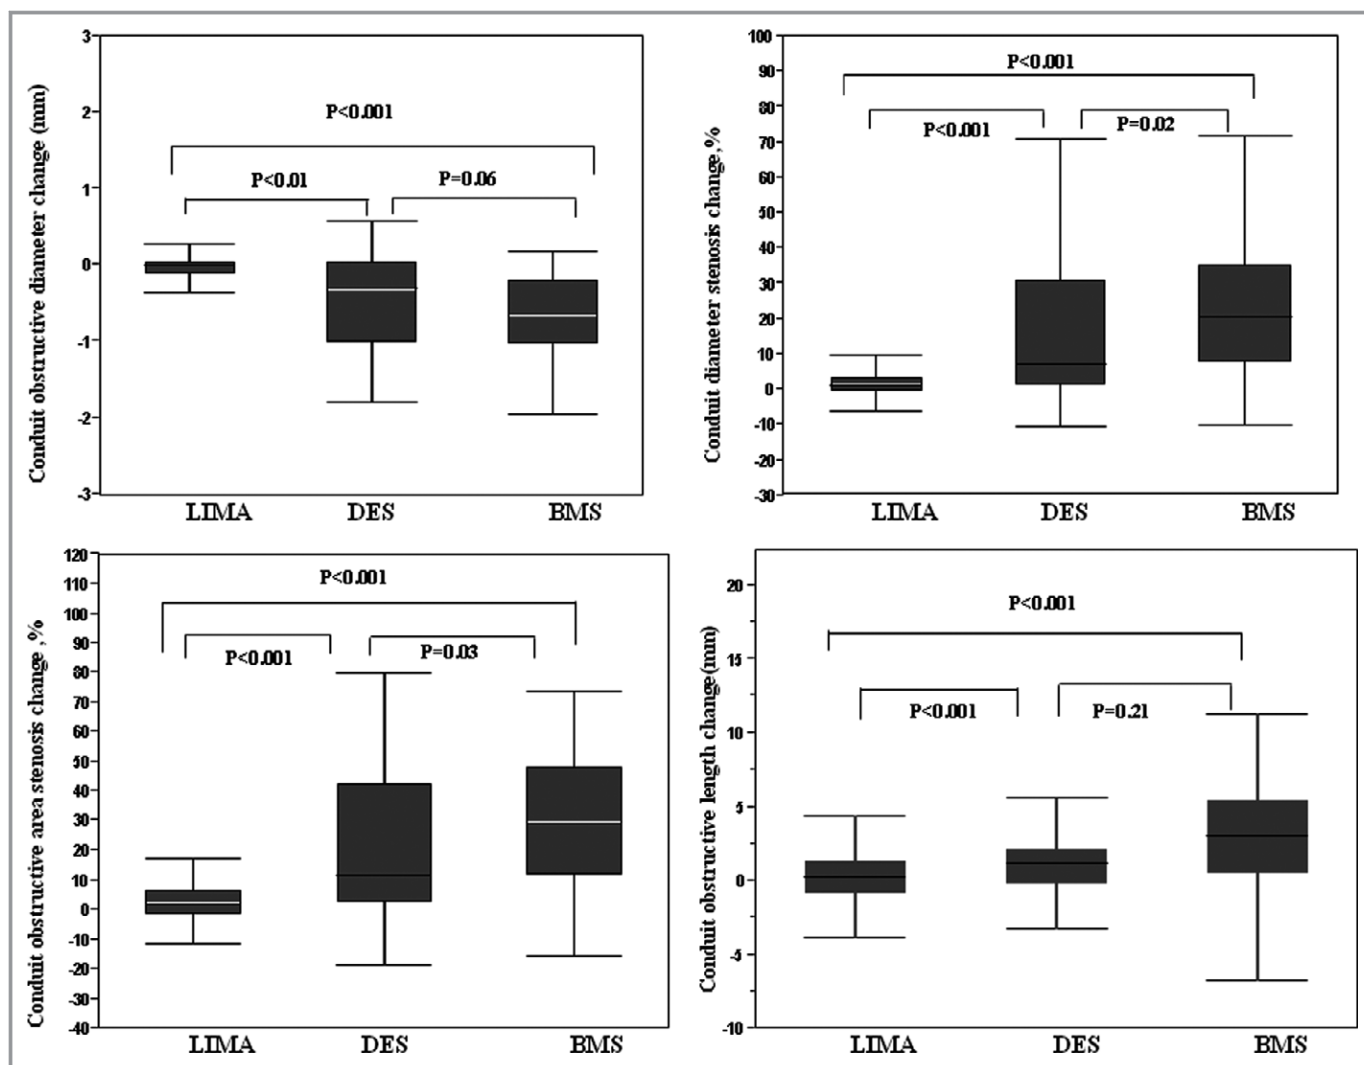 Conduit obstructive diameter change (mm)
3
2
1
0
-1
-2
-3
P<0.001
P<0.01
P=0.06
LIMA DES BMS
Conduit diameter stenosis change,%
100
90
80
70
60
50
40
30
20
10
0
-10
-20
-30
P<0.001
P<0.001
P=0.02
LIMA DES BMS
Conduit obstructive area stenosis change ,%
120
110
100
90
80
70
60
50
40
30
20
10
0
-10
-20
-30
-40
P<0.001
P<0.001
P=0.03
LIMA DES BMS
Conduit obstructive length change(mm)
20
15
10
5
0
-5
-10
P<0.001
P<0.001
P=0.21
LIMA DES BMS